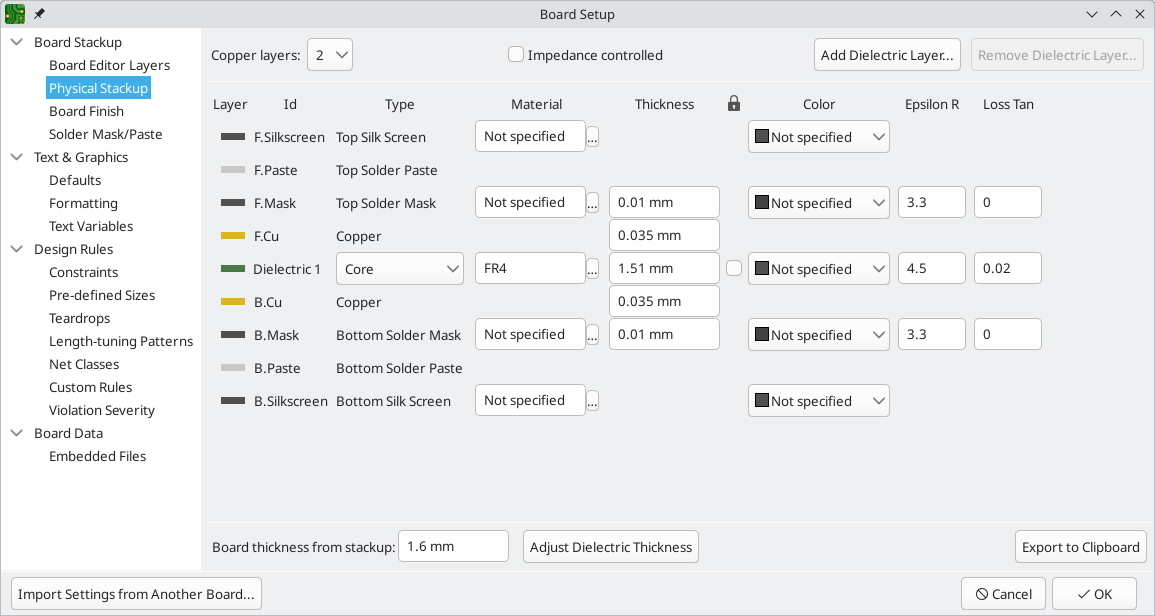 Board Setup
Board Stackup
Board Editor Layers
Physical Stackup
Board Finish
Solder Mask/Paste
Text & Graphics
Defaults
Formatting
Text Variables
Design Rules
Constraints
Pre-defined Sizes
Teardrops
Length-tuning Patterns
Net Classes
Custom Rules
Violation Severity
Board Data
Embedded Files
Copper layers: 2 Impedance controlled Add Dielectric Layer... Remove Dielectric Layer...
Layer Id Type Material Thickness Color Epsilon R Loss Tan
F.Silkscreen Top Silk Screen Not specified ... Not specified
F.Paste Top Solder Paste
F.Mask Top Solder Mask Not specified ... 0.01 mm Not specified 3.3 0
F.Cu Copper 0.035 mm
Dielectric 1 Core FR4 ... 1.51 mm Not specified 4.5 0.02
B.Cu Copper 0.035 mm
B.Mask Bottom Solder Mask Not specified ... 0.01 mm Not specified 3.3 0
B.Paste Bottom Solder Paste
B.Silkscreen Bottom Silk Screen Not specified ... Not specified
Board thickness from stackup: 1.6 mm Adjust Dielectric Thickness Export to Clipboard
Import Settings from Another Board... Cancel OK